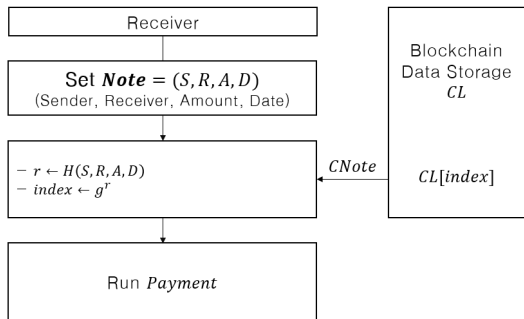 Receiver
Set Note = (S, R, A, D)
(Sender, Receiver, Amount, Date)
− r ← H(S, R, A, D)
− index ← g^r
Run Payment
CNote
Blockchain
Data Storage
CL
CL[index]